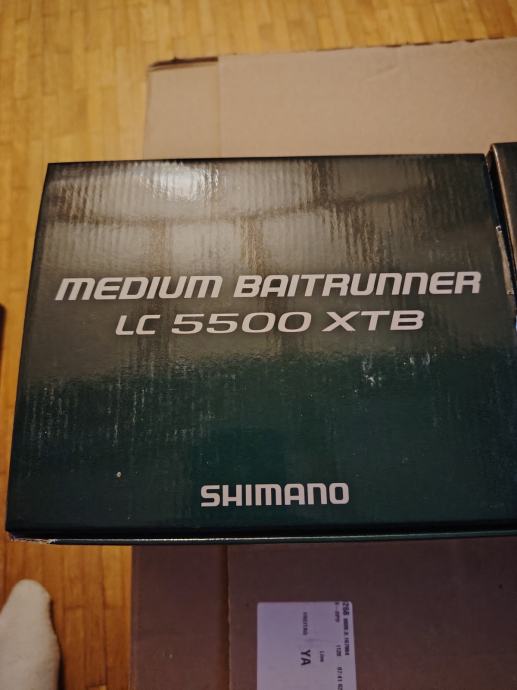 MEDIUM BAITRUNNER
LC 5500 XTB
SHIMANO
YA